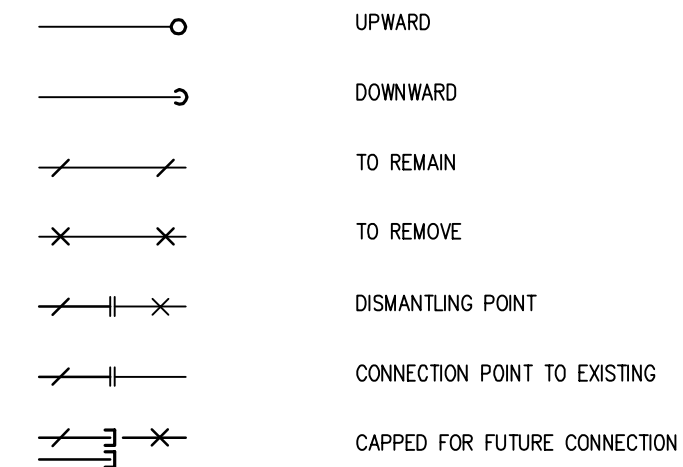 UPWARD
DOWNWARD
TO REMAIN
TO REMOVE
DISMANTLING POINT
CONNECTION POINT TO EXISTING
CAPPED FOR FUTURE CONNECTION